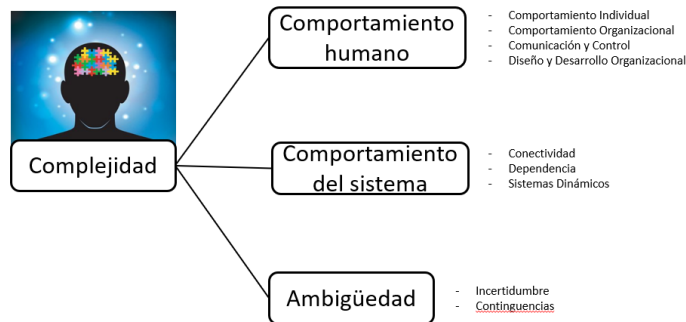 Complejidad
Comportamiento
humano
- Comportamiento Individual
- Comportamiento Organizacional
- Comunicación y Control
- Diseño y Desarrollo Organizacional
Comportamiento
del sistema
- Conectividad
- Dependencia
- Sistemas Dinámicos
Ambigüedad
- Incertidumbre
- Contingencias